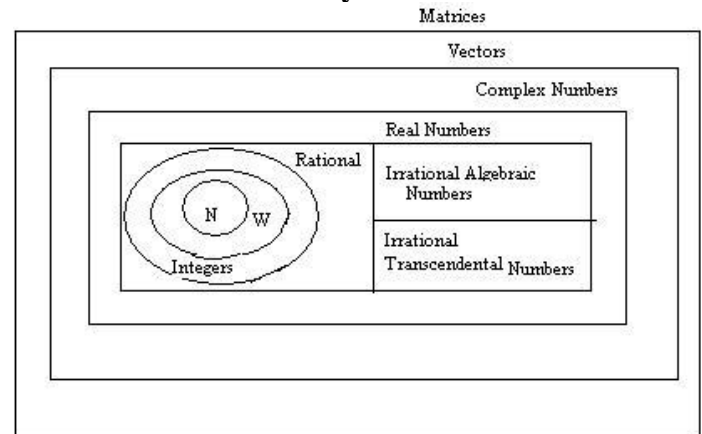 Matrices
Vectors
Complex Numbers
Real Numbers
Rational
Irrational Algebraic
Numbers
N
W
Irrational
Transcendental Numbers
Integers